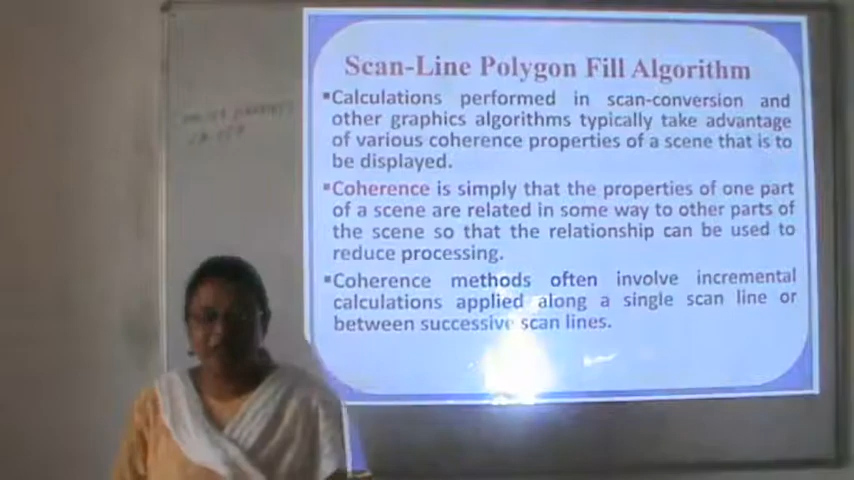 Scan-Line Polygon Fill Algorithm
▪Calculations performed in scan-conversion and
other graphics algorithms typically take advantage
of various coherence properties of a scene that is to
be displayed.
▪Coherence is simply that the properties of one part
of a scene are related in some way to other parts of
the scene so that the relationship can be used to
reduce processing.
▪Coherence methods often involve incremental
calculations applied along a single scan line or
between successive scan lines.